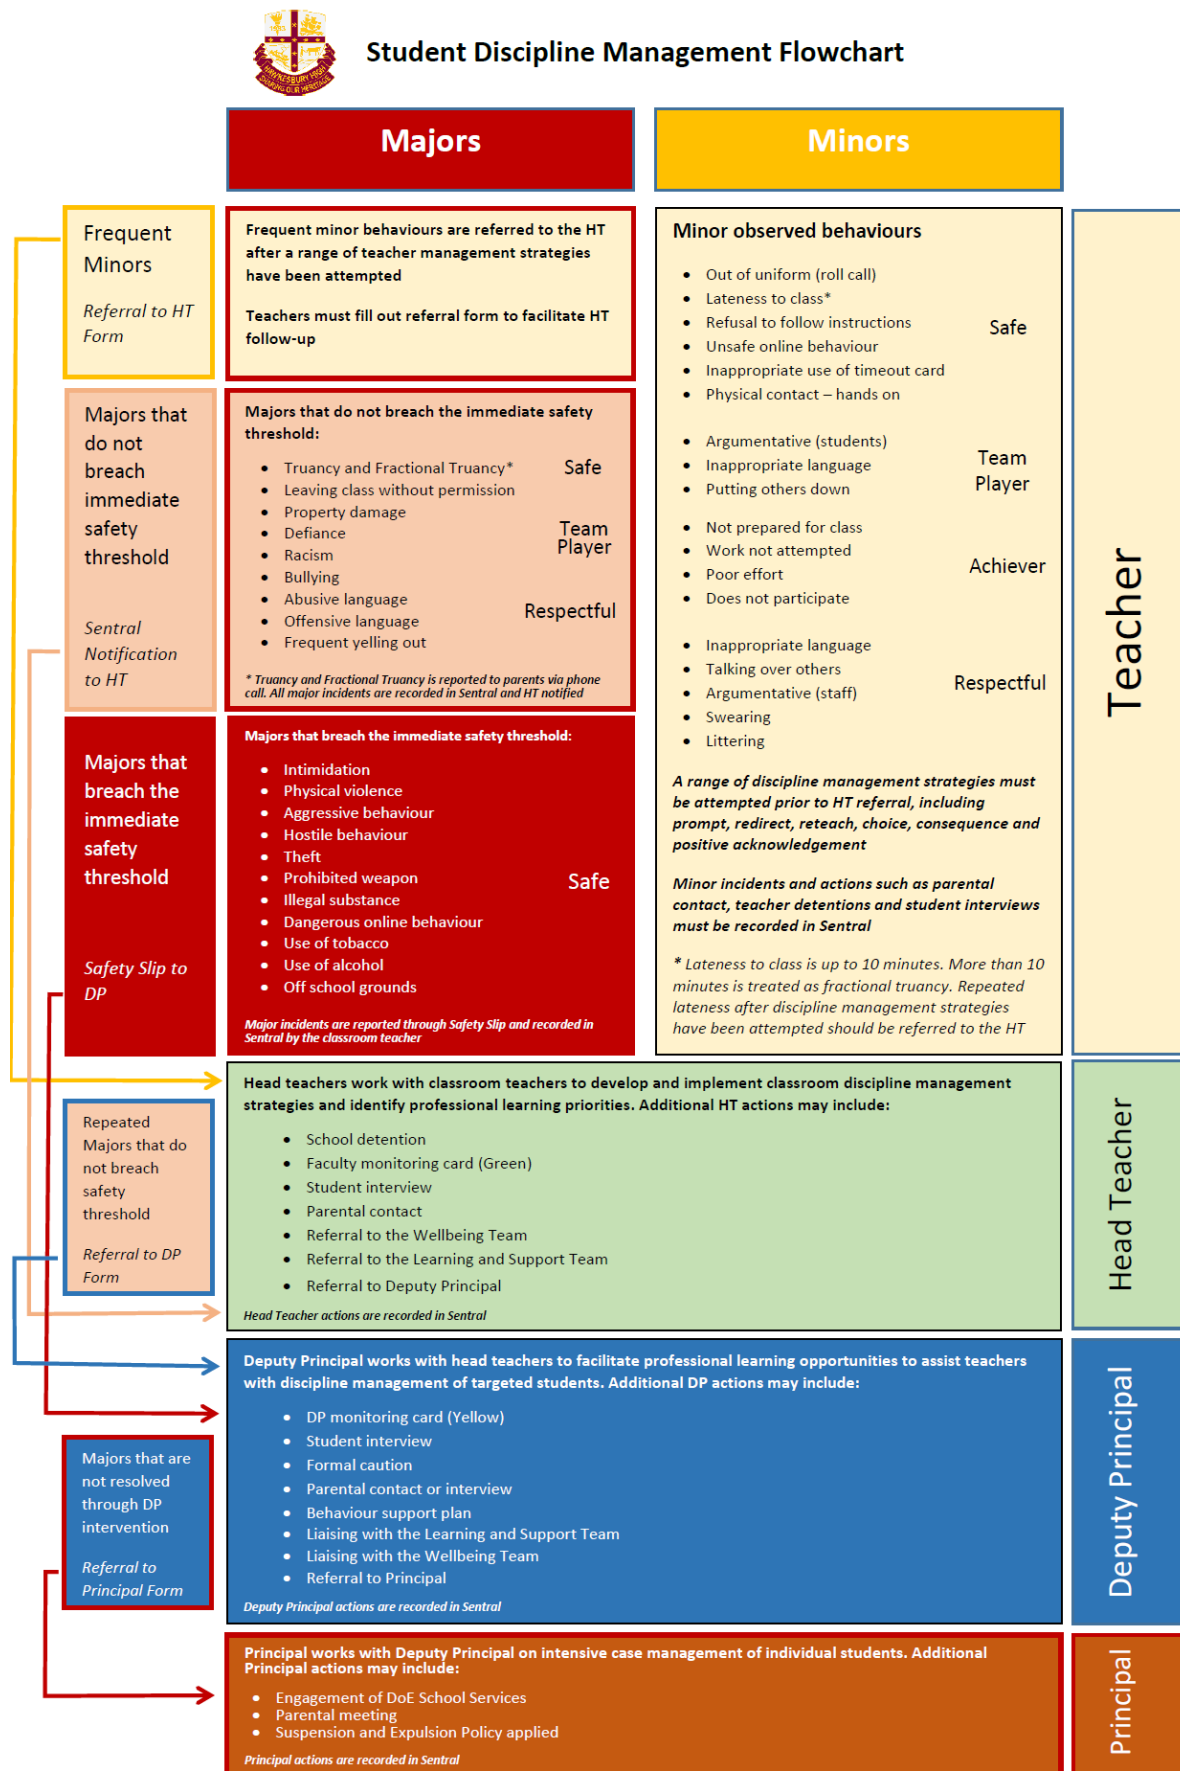 HAWKESBURY HIGH
SHARING OUR HERITAGE
Student Discipline Management Flowchart
Majors
Minors
Frequent
Minors
Referral to HT
Form
Frequent minor behaviours are referred to the HT
after a range of teacher management strategies
have been attempted
Teachers must fill out referral form to facilitate HT
follow-up
Majors that
do not
breach
immediate
safety
threshold
Sentral
Notification
to HT
Majors that do not breach the immediate safety
threshold:
• Truancy and Fractional Truancy*
• Leaving class without permission
• Property damage
• Defiance
• Racism
• Bullying
• Abusive language
• Offensive language
• Frequent yelling out
Safe
Team
Player
Respectful
* Truancy and Fractional Truancy is reported to parents via phone
call. All major incidents are recorded in Sentral and HT notified
Majors that
breach the
immediate
safety
threshold
Safety Slip to
DP
Majors that breach the immediate safety threshold:
• Intimidation
• Physical violence
• Aggressive behaviour
• Hostile behaviour
• Theft
• Prohibited weapon
• Illegal substance
• Dangerous online behaviour
• Use of tobacco
• Use of alcohol
• Off school grounds
Safe
Major incidents are reported through Safety Slip and recorded in
Sentral by the classroom teacher
Minor observed behaviours
• Out of uniform (roll call)
• Lateness to class*
• Refusal to follow instructions
• Unsafe online behaviour
• Inappropriate use of timeout card
• Physical contact – hands on
Safe
• Argumentative (students)
• Inappropriate language
• Putting others down
Team
Player
• Not prepared for class
• Work not attempted
• Poor effort
• Does not participate
Achiever
• Inappropriate language
• Talking over others
• Argumentative (staff)
• Swearing
• Littering
Respectful
A range of discipline management strategies must
be attempted prior to HT referral, including
prompt, redirect, reteach, choice, consequence and
positive acknowledgement
Minor incidents and actions such as parental
contact, teacher detentions and student interviews
must be recorded in Sentral
* Lateness to class is up to 10 minutes. More than 10
minutes is treated as fractional truancy. Repeated
lateness after discipline management strategies
have been attempted should be referred to the HT
Teacher
Repeated
Majors that do
not breach
safety
threshold
Referral to DP
Form
Head teachers work with classroom teachers to develop and implement classroom discipline management
strategies and identify professional learning priorities. Additional HT actions may include:
• School detention
• Faculty monitoring card (Green)
• Student interview
• Parental contact
• Referral to the Wellbeing Team
• Referral to the Learning and Support Team
• Referral to Deputy Principal
Head Teacher actions are recorded in Sentral
Head Teacher
Majors that are
not resolved
through DP
intervention
Referral to
Principal Form
Deputy Principal works with head teachers to facilitate professional learning opportunities to assist teachers
with discipline management of targeted students. Additional DP actions may include:
• DP monitoring card (Yellow)
• Student interview
• Formal caution
• Parental contact or interview
• Behaviour support plan
• Liaising with the Learning and Support Team
• Liaising with the Wellbeing Team
• Referral to Principal
Deputy Principal actions are recorded in Sentral
Deputy Principal
Principal works with Deputy Principal on intensive case management of individual students. Additional
Principal actions may include:
• Engagement of DoE School Services
• Parental meeting
• Suspension and Expulsion Policy applied
Principal actions are recorded in Sentral
Principal